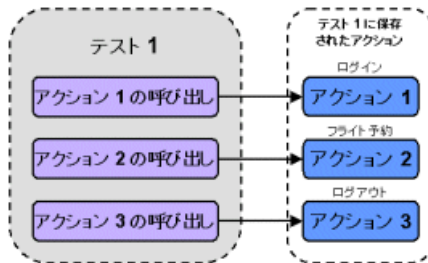 テスト 1
アクション 1 の呼び出し
アクション 2 の呼び出し
アクション 3 の呼び出し
テスト 1 に保存
されたアクション
ログイン
アクション 1
フライト予約
アクション 2
ログアウト
アクション 3